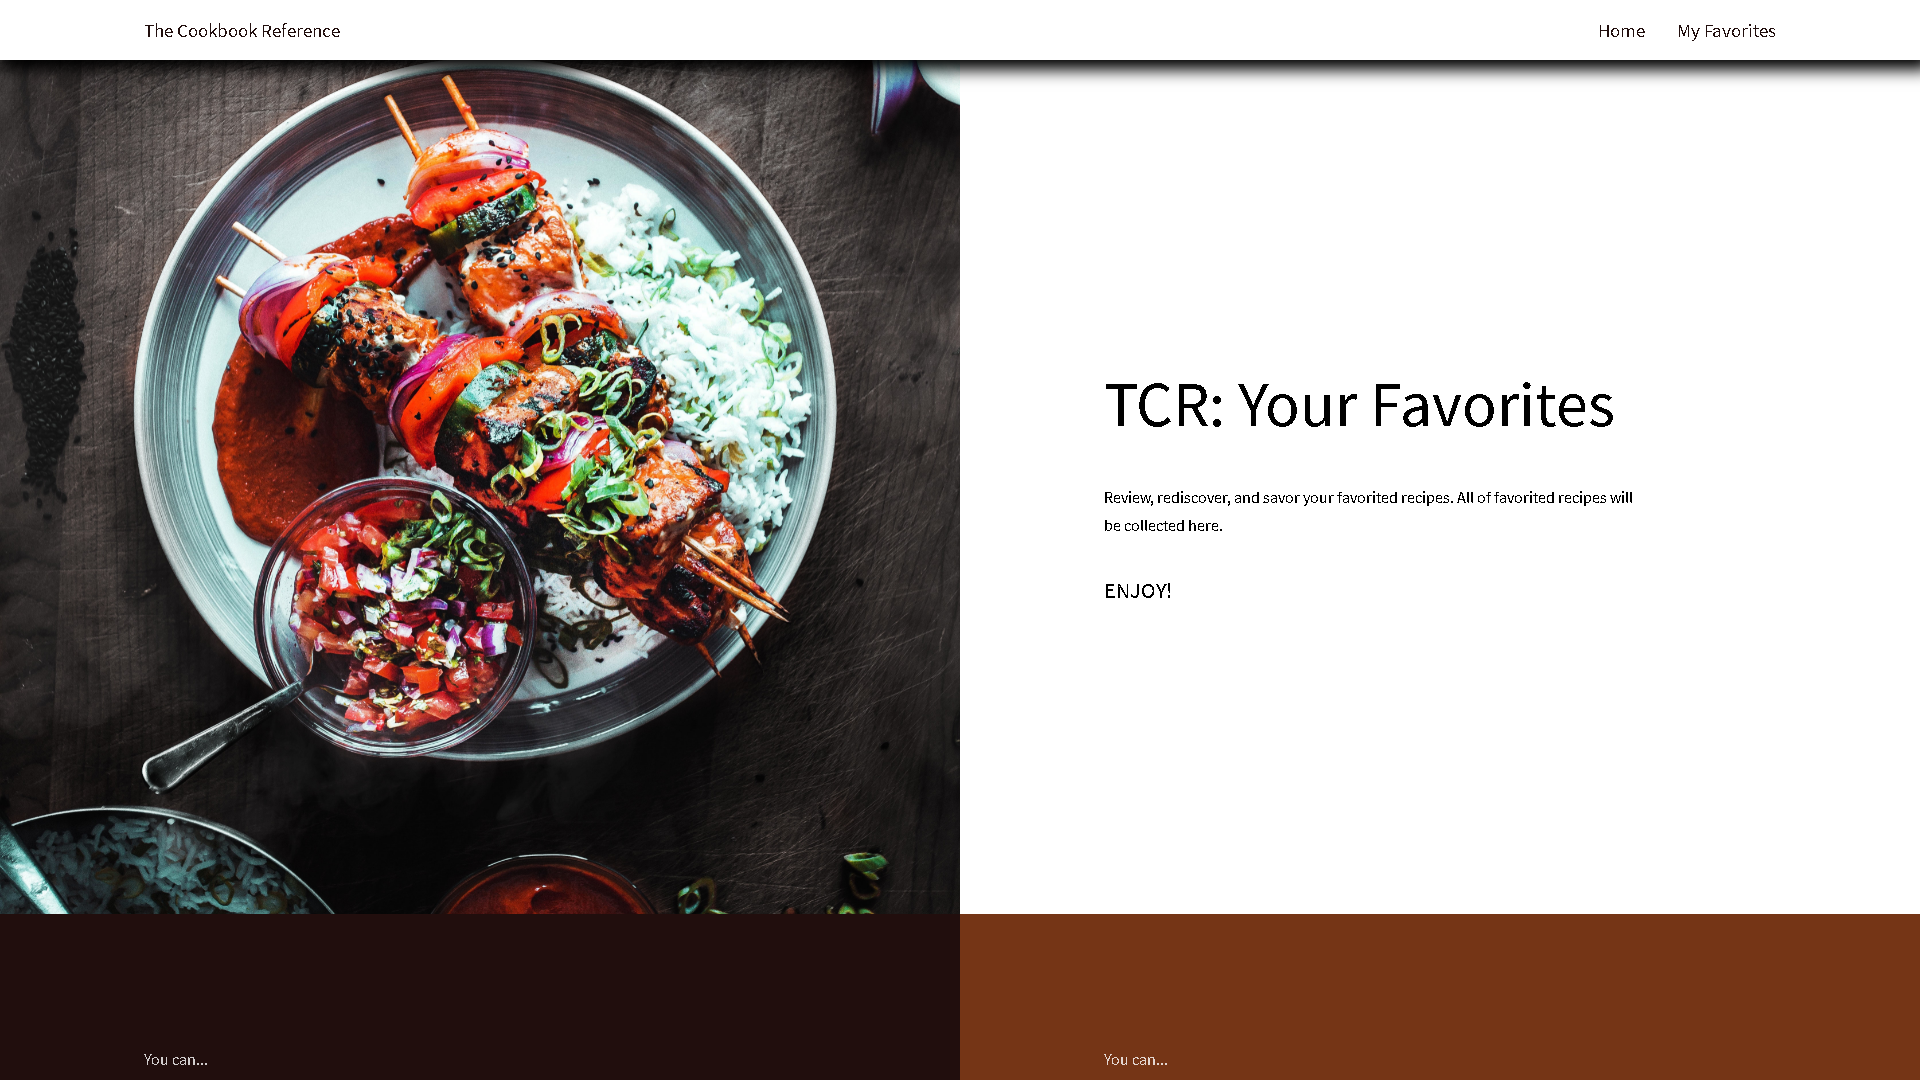 The Cookbook Reference
Home
My Favorites
TCR: Your Favorites
Review, rediscover, and savor your favorited recipes. All of favorited recipes will
be collected here.
ENJOY!
You can...
You can...